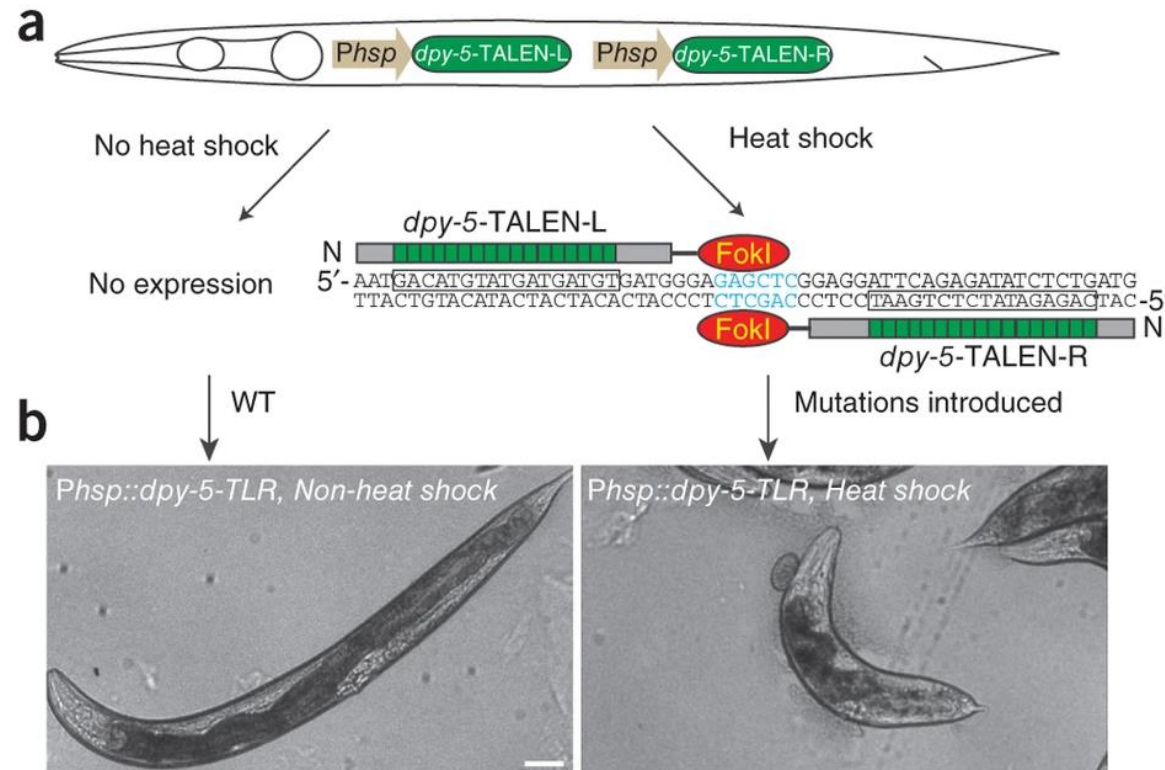 a
Phsp dpy-5-TALEN-L Phsp dpy-5-TALEN-R
No heat shock
Heat shock
dpy-5-TALEN-L
N FokI
No expression
5′-AATGACATGTATGATGATGTGATGGGAGAGCTCGGAGGATTCAGAGATATCTCTGATG
TTACTGTACATACTACTACACTACCCTCTCGACCCTCCTAAGTCTCTATAGAGACTAC-5
FokI N
dpy-5-TALEN-R
WT
Mutations introduced
b
Phsp::dpy-5-TLR, Non-heat shock
Phsp::dpy-5-TLR, Heat shock